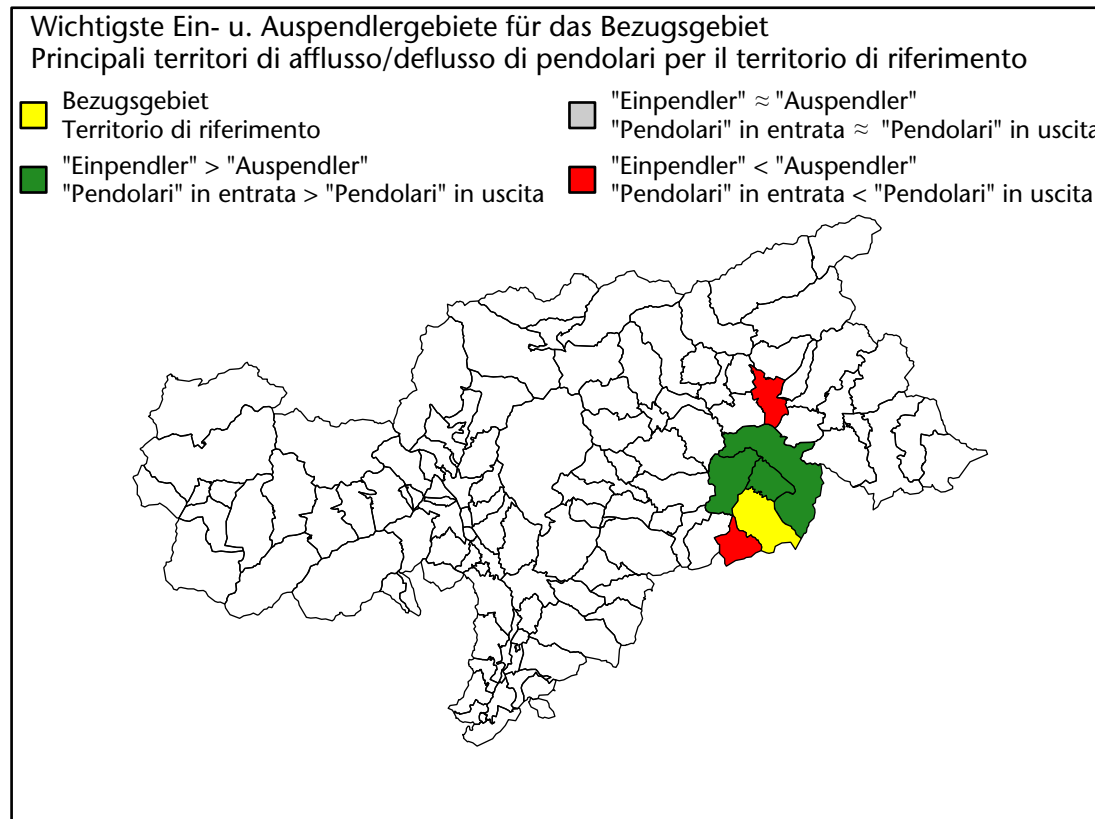 Wichtigste Ein- u. Auspendlergebiete für das Bezugsgebiet
Principali territori di afflusso/deflusso di pendolari per il territorio di riferimento
Bezugsgebiet
Territorio di riferimento
"Einpendler" > "Auspendler"
"Pendolari" in entrata > "Pendolari" in uscita
"Einpendler" ≈ "Auspendler"
"Pendolari" in entrata ≈ "Pendolari" in uscita
"Einpendler" < "Auspendler"
"Pendolari" in entrata < "Pendolari" in uscita